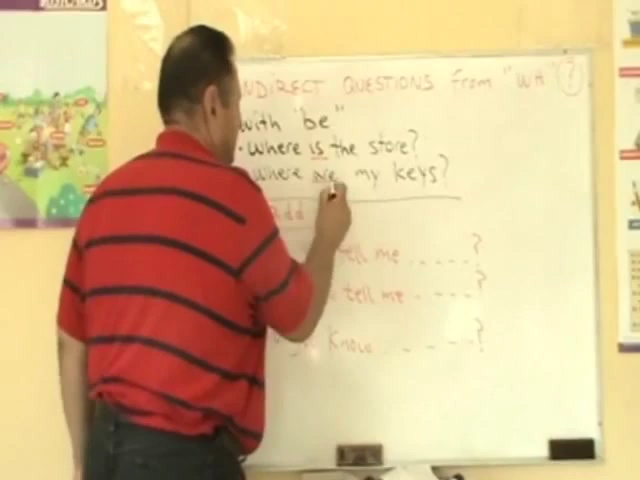 INDIRECT QUESTIONS from "WH" ?
with "be"
· Where is the store?
Where are my keys?
add
tell me .....?
tell me .....?
know .....?